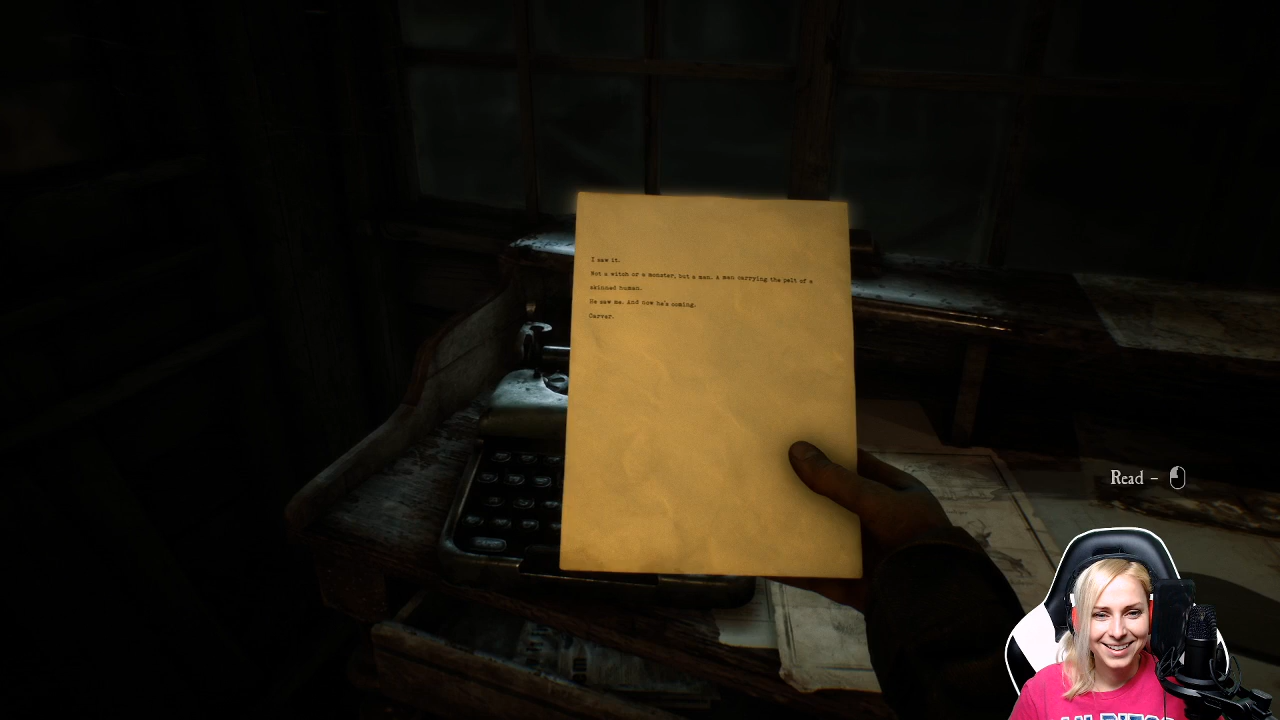 I saw it.
Not a witch or a monster, but a man. A man carrying the pelt of a
skinned human.
He saw me. And now he's coming.
Carver.
Read -